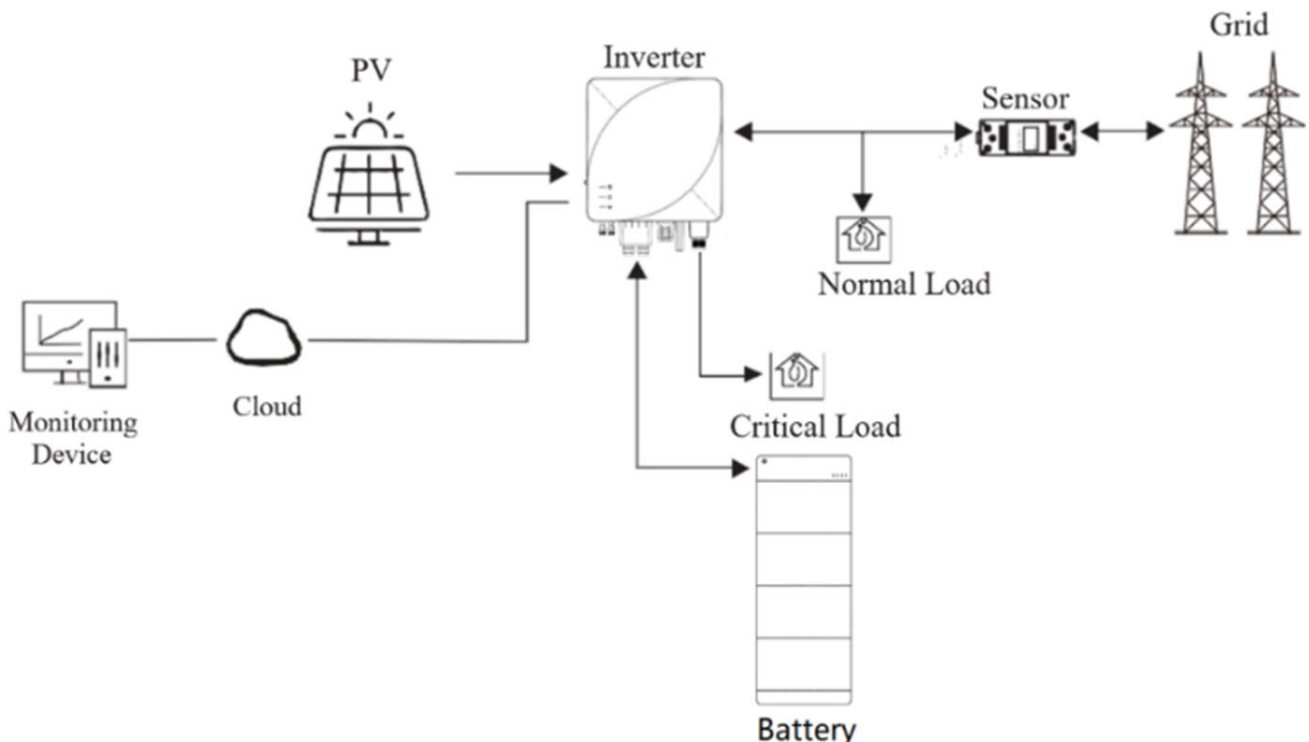 Grid
Inverter
PV
Sensor
Normal Load
Cloud
Monitoring
Device
Critical Load
Battery